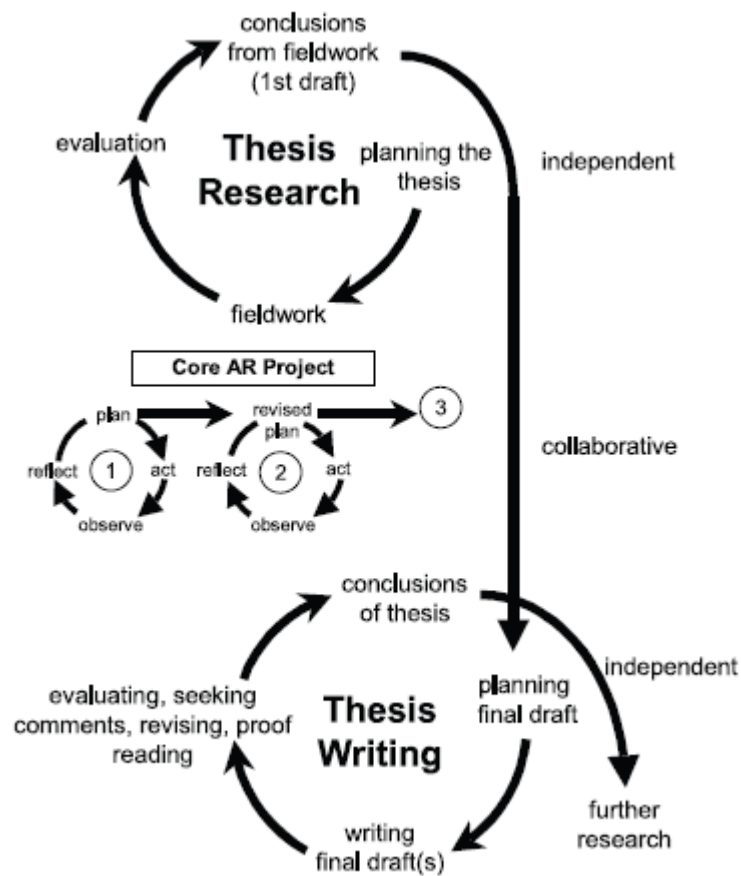 conclusions
from fieldwork
(1st draft)
evaluation
Thesis
Research
planning the
thesis
independent
fieldwork
Core AR Project
plan
revised
plan
3
reflect
1
act
reflect
2
act
collaborative
observe
observe
conclusions
of thesis
independent
evaluating, seeking
comments, revising, proof
reading
Thesis
Writing
planning
final draft
writing
final draft(s)
further
research